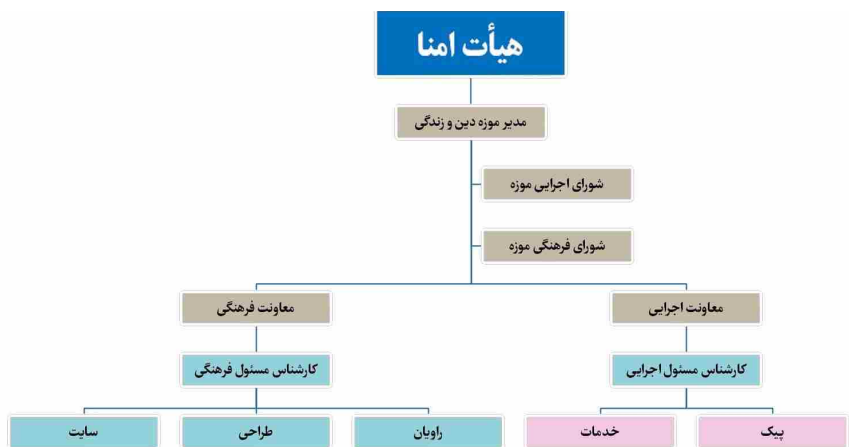 هیأت امنا
مدیر موزه دین و زندگی
شورای اجرایی موزه
شورای فرهنگی موزه
معاونت اجرایی
معاونت فرهنگی
کارشناس مسئول اجرایی
کارشناس مسئول فرهنگی
پیک
خدمات
راویان
طراحی
سایت